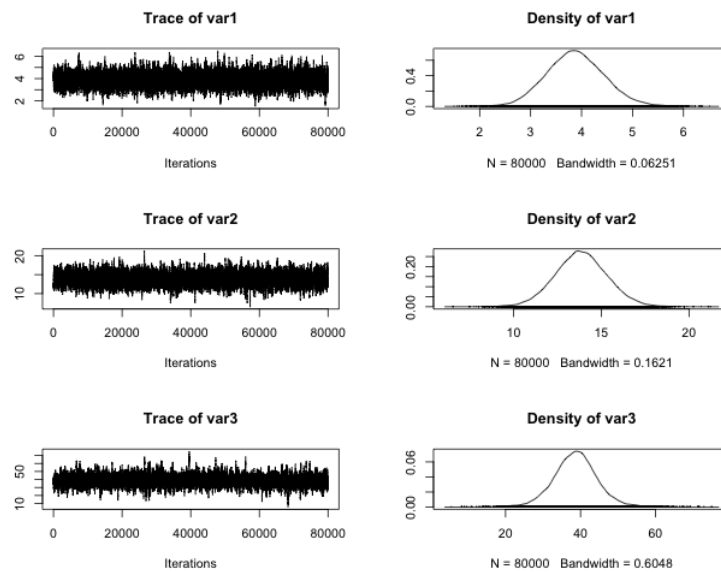 Trace of var1
Density of var1
2 4 6
0.0 0.4
0 20000 40000 60000 80000
2 3 4 5 6
Iterations
N = 80000 Bandwidth = 0.06251
Trace of var2
Density of var2
10 20
0.00 0.20
0 20000 40000 60000 80000
10 15 20
Iterations
N = 80000 Bandwidth = 0.1621
Trace of var3
Density of var3
10 50
0.00 0.06
0 20000 40000 60000 80000
20 40 60
Iterations
N = 80000 Bandwidth = 0.6048